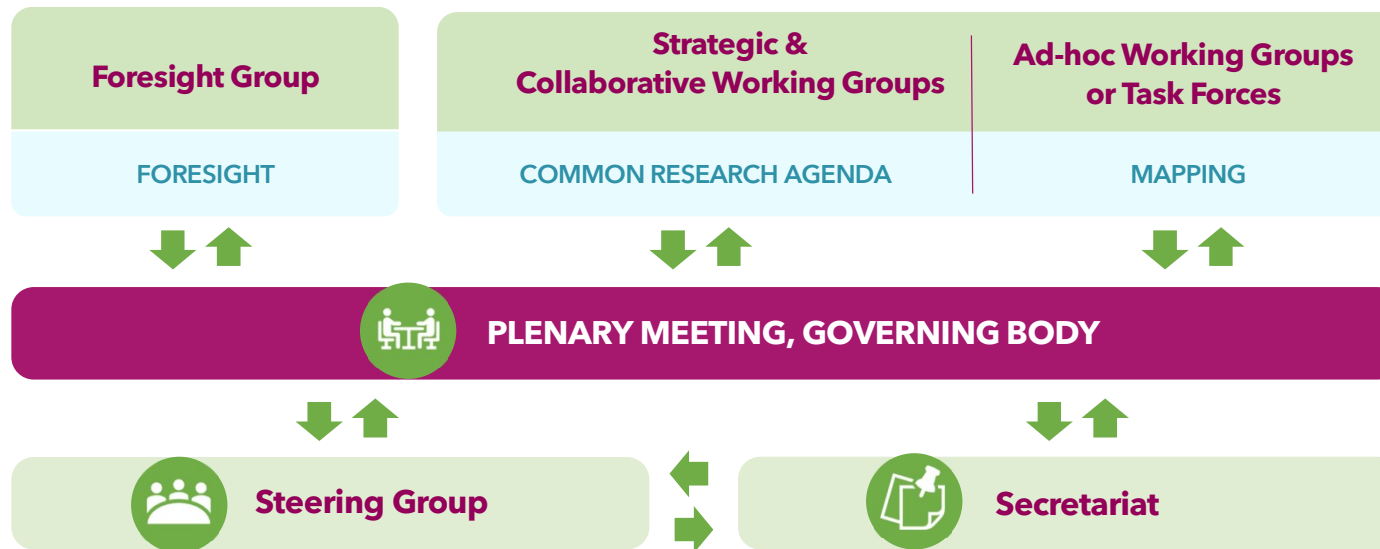 Foresight Group
FORESIGHT
Strategic &
Collaborative Working Groups
COMMON RESEARCH AGENDA
Ad-hoc Working Groups
or Task Forces
MAPPING
PLENARY MEETING, GOVERNING BODY
Steering Group
Secretariat